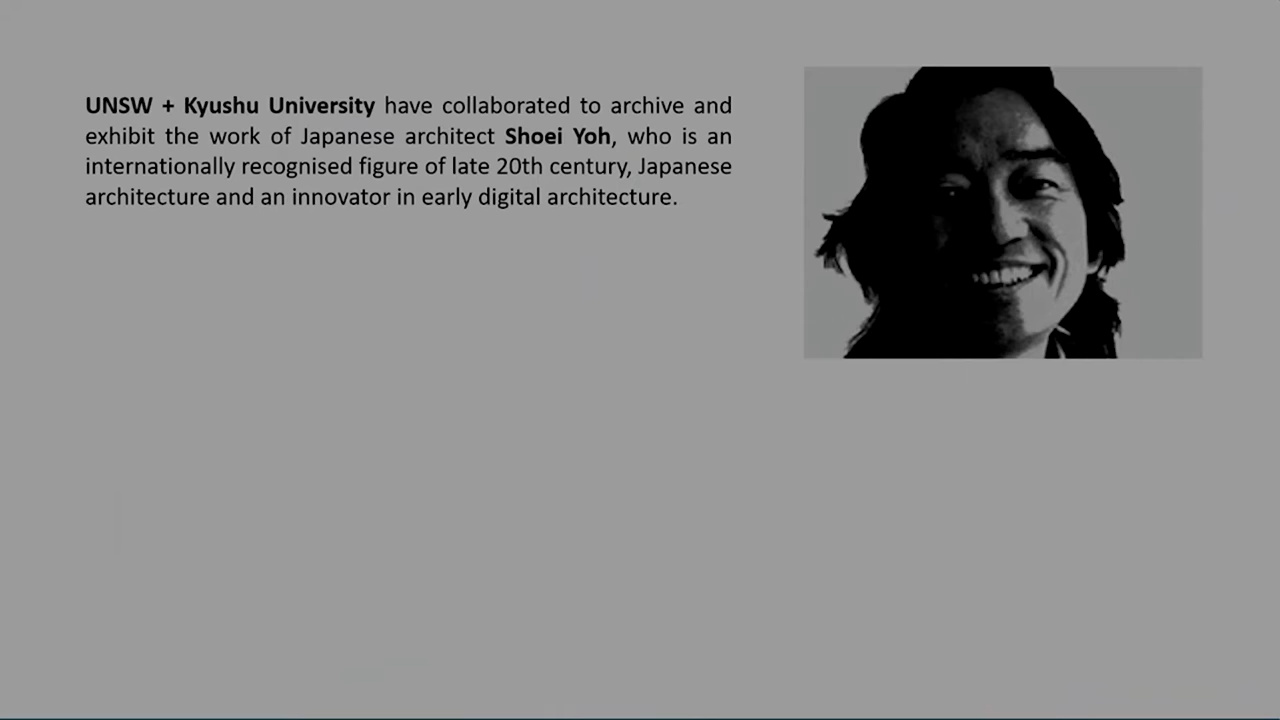 UNSW + Kyushu University have collaborated to archive and
exhibit the work of Japanese architect Shoei Yoh, who is an
internationally recognised figure of late 20th century, Japanese
architecture and an innovator in early digital architecture.